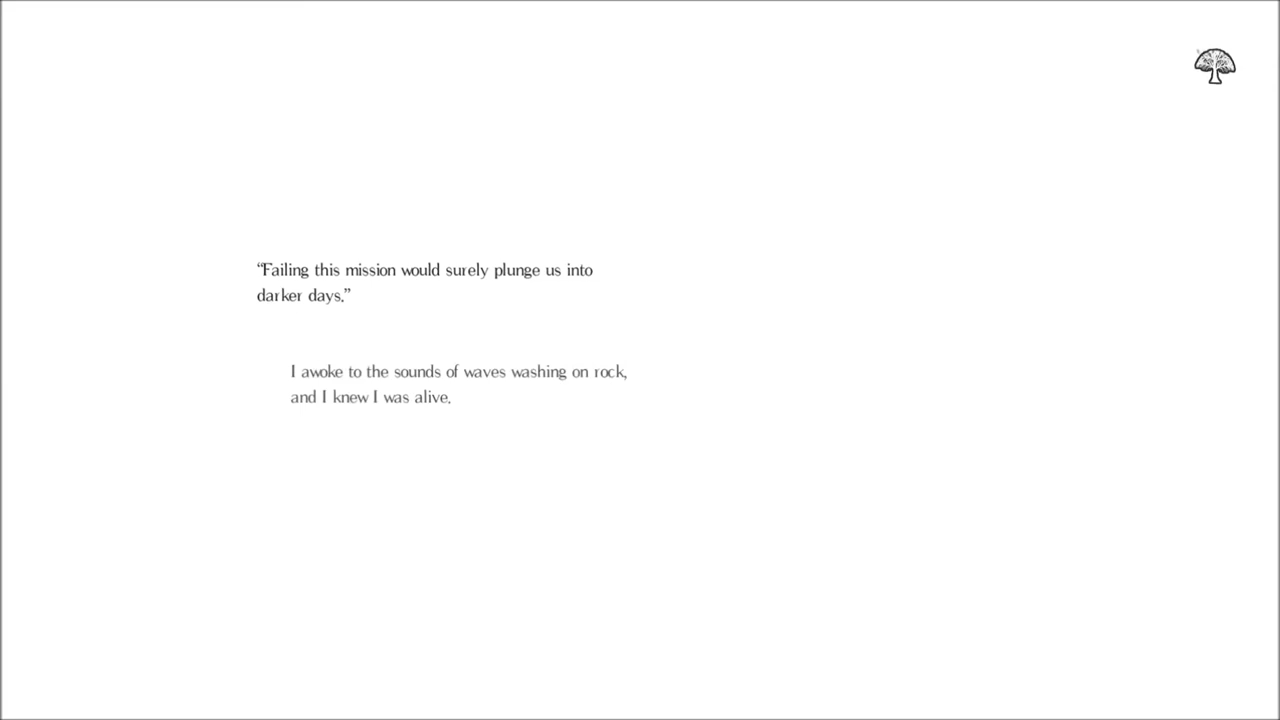 “Failing this mission would surely plunge us into
darker days.”
I awoke to the sounds of waves washing on rock,
and I knew I was alive.